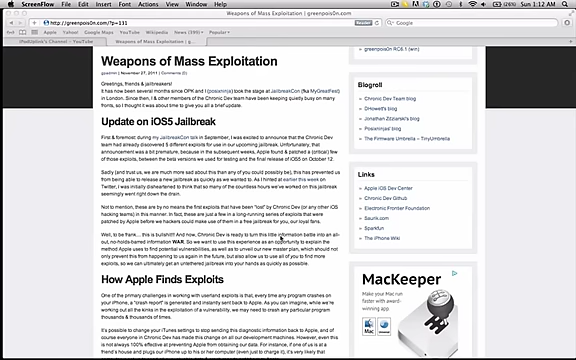 ScreenFlow File Edit Mark Actions Arrange View Window Help
(26%) Sun 1:12 AM
Weapons of Mass Exploitation | greenpois0n.com
http://greenpois0n.com/?p=131
Reader
Google
Apple Yahoo! Google Maps YouTube Wikipedia News (299) Popular
iPodUplink's Channel - YouTube
Weapons of Mass Exploitation | g...
Weapons of Mass Exploitation
| November 27, 2011 | Comments (0)
Greetings, friends & jailbreakers!
It has now been several months since OPK and I (posixninja) took the stage at JailbreakCon (fka MyGreatFest)
in London. Since then, I & other members of the Chronic Dev team have been keeping quietly busy on many
fronts, so I thought it was about time to give you all a brief update.
Update on iOS5 Jailbreak
First & foremost: during my JailbreakCon talk in September, I was excited to announce that the Chronic Dev
team had already discovered 5 different exploits for use in our upcoming jailbreak. Unfortunately, that
announcement was a bit premature, because in the subsequent weeks, Apple found & patched a (critical) few
of those exploits, between the beta versions we used for testing and the final release of iOS5 on October 12.
Sadly (and trust us, we are much more sad about this than any of you could possibly be), this has prevented us
from being able to release a new jailbreak as quickly as we wanted to. As I hinted at earlier this week on
Twitter, I was initially disheartened to think that so many of the countless hours we've worked on this jailbreak
seemingly went right down the drain.
Not to mention, these are by no means the first exploits that have been "lost" by Chronic Dev (or any other iOS
hacking teams) in this manner. In fact, these are just a few in a long-running series of exploits that were
patched by Apple before we hackers could make use of them in a free jailbreak for you, our loyal fans.
Well, to be frank... this is bullshit!! And now, Chronic Dev is ready to turn this little information battle into an all-
out, no-holds-barred information WAR. So we want to use this experience as an opportunity to explain the
method Apple uses to find potential vulnerabilities, as well as to unveil our new master plan, which should not
only prevent this from happening to us again in the future, but also allow us to use all of you to find more
exploits, so we can ultimately get an untethered jailbreak into your hands as quickly as possible.
How Apple Finds Exploits
One of the primary challenges in working with userland exploits is that, every time any program crashes on
your iPhone, a "crash report" is generated and instantly sent back to Apple. As you can imagine, while we're
working out all the kinks in the exploitation of a vulnerability, we may need to crash any particular program
thousands & thousands of times.
It's possible to change your iTunes settings to stop sending this diagnostic information back to Apple, and of
course everyone in Chronic Dev has made this change on all our development machines. However, even this
is not always 100% effective at preventing Apple from obtaining our data. For instance, if one of us is at a
friend's house and plugs our iPhone up to his or her computer (even just to charge it), it's very likely that
greenpois0n RC6.1 (win)
Blogroll
Chronic Dev Team blog
DHowett's blog
Jonathan Zdziarski's blog
Posixninjas' blog
The Firmware Umbrella – TinyUmbrella
Links
Apple iOS Dev Center
Chronic Dev Github
Electronic Frontier Foundation
Saurik.com
Sparkfun
The iPhone Wiki
MacKeeper
Make your Mac
run faster with
award-winning
app
Mac